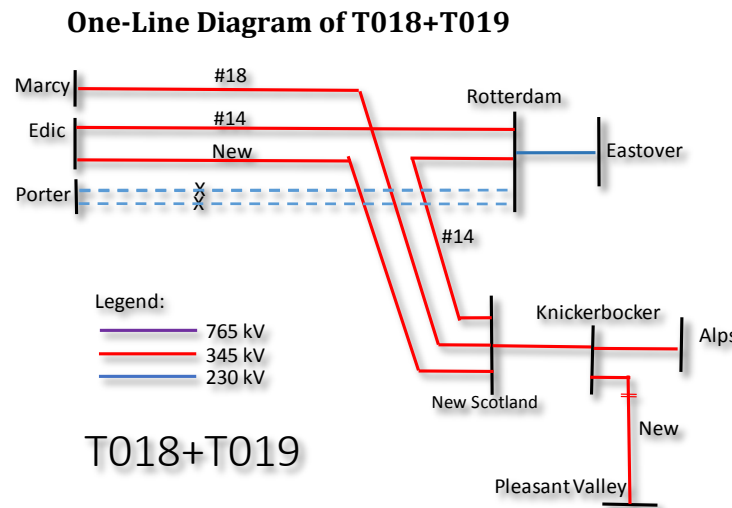 One-Line Diagram of T018+T019
#18
Marcy
Rotterdam
#14
Edic
New
Eastover
X
Porter
X
#14
Legend:
Knickerbocker
765 kV
345 kV
Alps
230 kV
New Scotland
New
T018+T019
Pleasant Valley